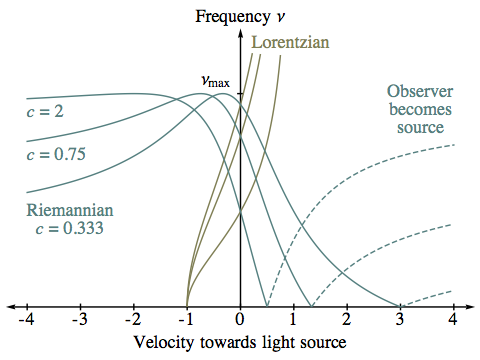 Frequency ν
Lorentzian
νmax
Observer
becomes
source
c = 2
c = 0.75
Riemannian
c = 0.333
-4 -3 -2 -1 0 1 2 3 4
Velocity towards light source